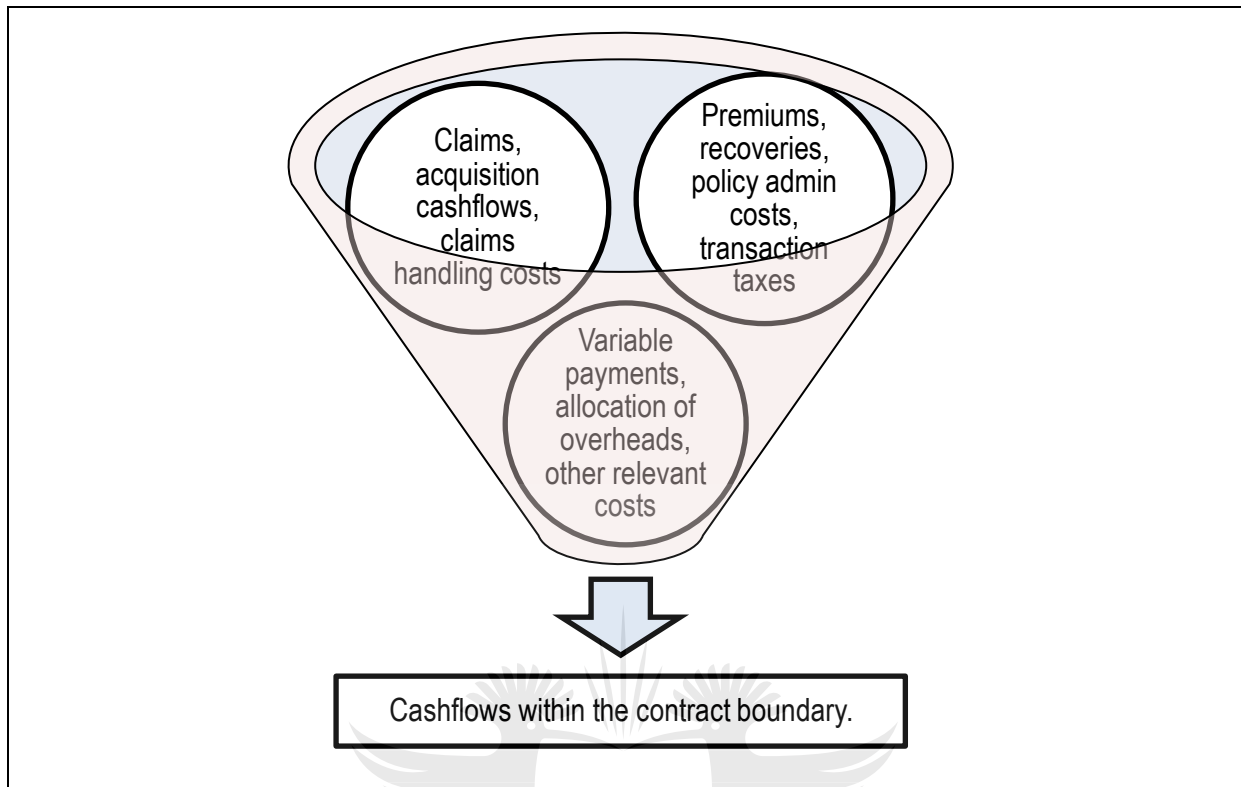 Claims,
acquisition
cashflows,
claims
handling costs
Premiums,
recoveries,
policy admin
costs,
transaction
taxes
Variable
payments,
allocation of
overheads,
other relevant
costs
Cashflows within the contract boundary.